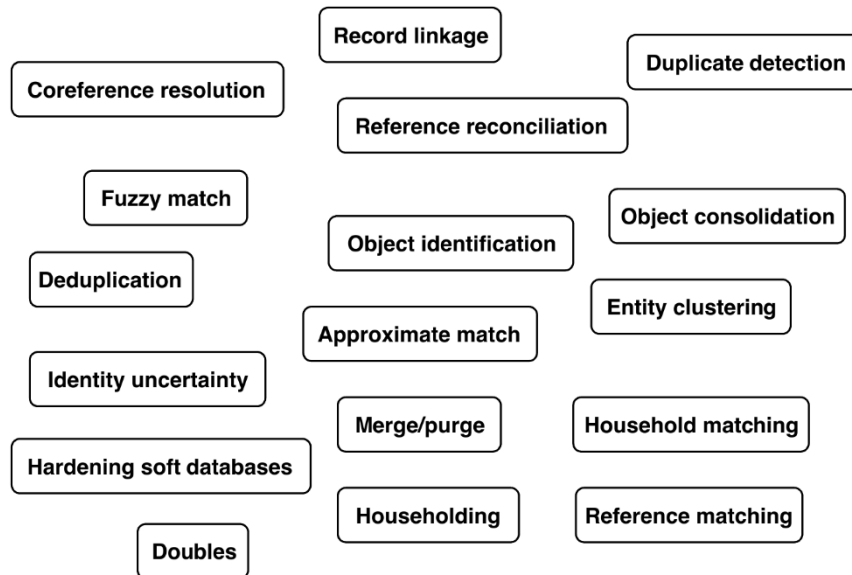 Record linkage
Duplicate detection
Coreference resolution
Reference reconciliation
Fuzzy match
Object consolidation
Object identification
Deduplication
Entity clustering
Approximate match
Identity uncertainty
Merge/purge
Household matching
Hardening soft databases
Householding
Reference matching
Doubles